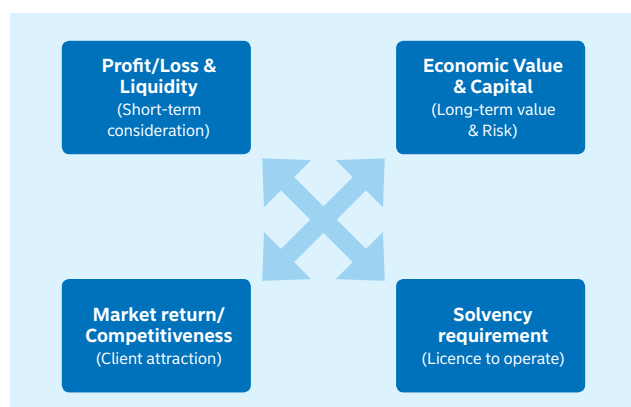 Profit/Loss &
Liquidity
(Short-term
consideration)
Economic Value
& Capital
(Long-term value
& Risk)
Market return/
Competitiveness
(Client attraction)
Solvency
requirement
(Licence to operate)